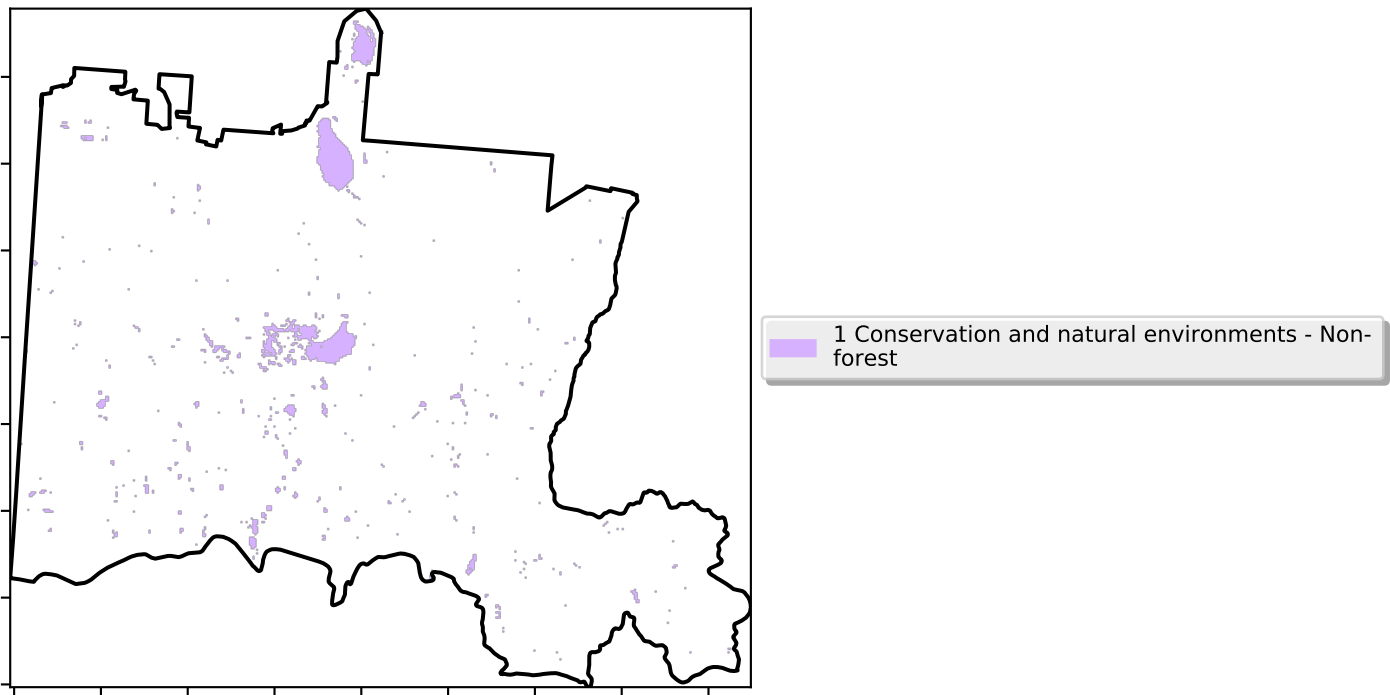 1 Conservation and natural environments - Non-
forest